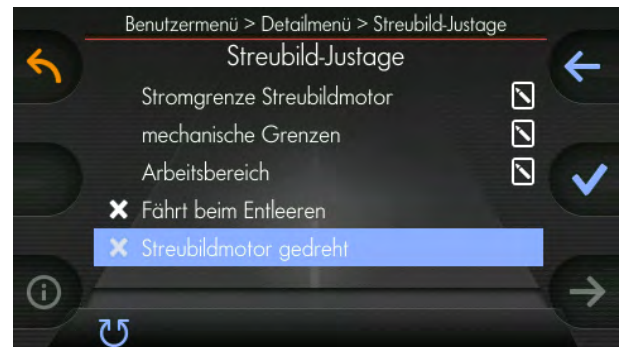 Benutzermenü > Detailmenü > Streubild-Justage
Streubild-Justage
Stromgrenze Streubildmotor
mechanische Grenzen
Arbeitsbereich
Fährt beim Entleeren
Streubildmotor gedreht